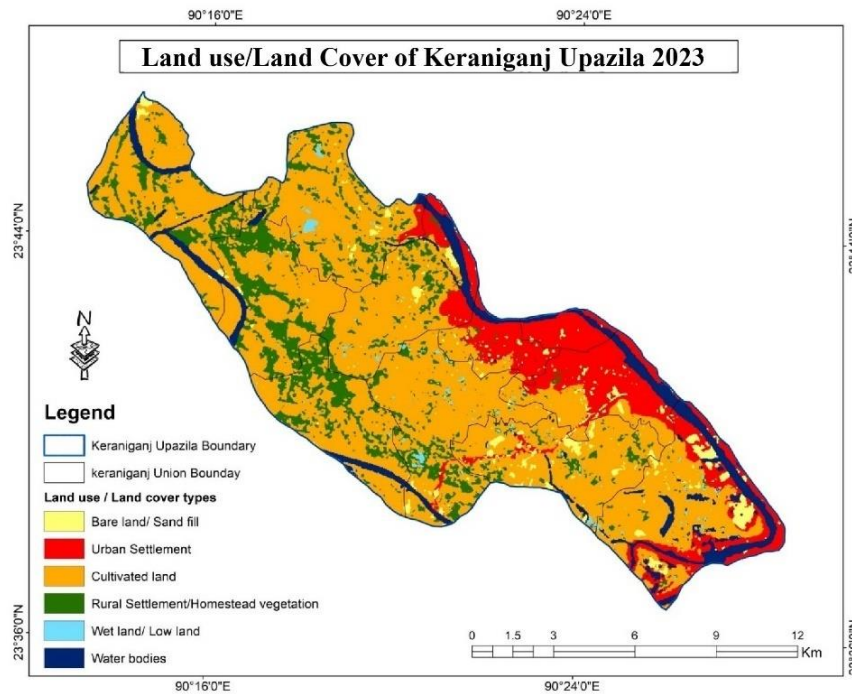 90°16'0"E 90°24'0"E
Land use/Land Cover of Keraniganj Upazila 2023
23°44'0"N
N
Legend
Keraniganj Upazila Boundary
keraniganj Union Bounday
Land use / Land cover types
Bare land/ Sand fill
Urban Settlement
Cultivated land
Rural Settlement/Homestead vegetation
Wet land/ Low land
Water bodies
23°36'0"N
0 1.5 3 6 9 12
Km
90°16'0"E 90°24'0"E